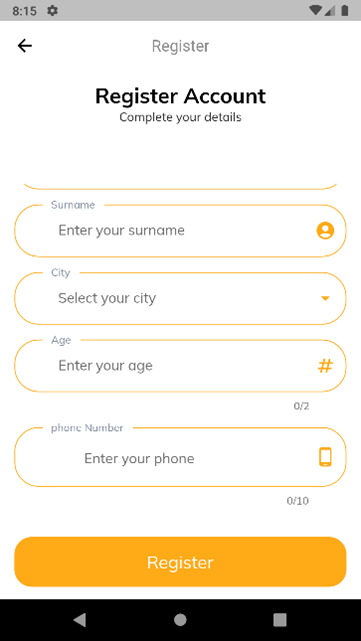 8:15
Register
Register Account
Complete your details
Surname
Enter your surname
City
Select your city
Age
Enter your age
0/2
phone Number
Enter your phone
0/10
Register